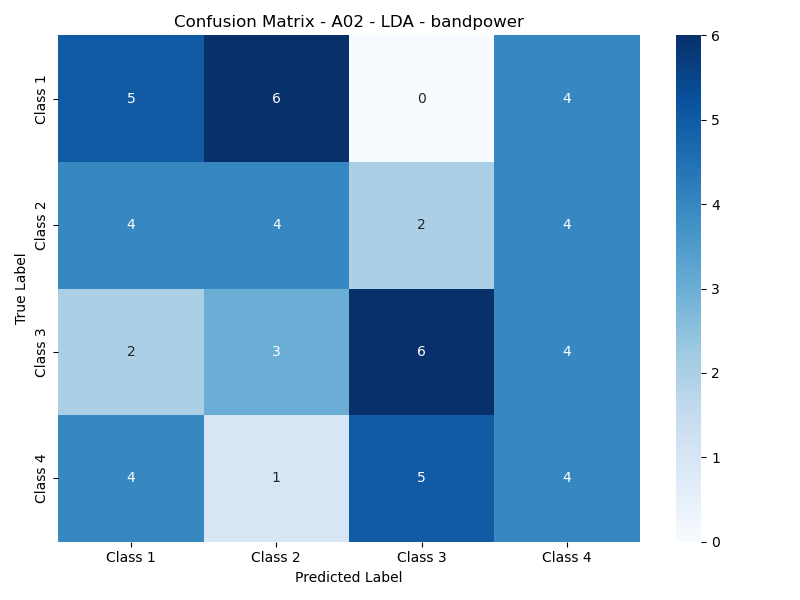 Confusion Matrix - A02 - LDA - bandpower
True Label
Class 1
5 6 0 4
Class 2
4 4 2 4
Class 3
2 3 6 4
Class 4
4 1 5 4
Class 1 Class 2 Class 3 Class 4
Predicted Label
6
5
4
3
2
1
0